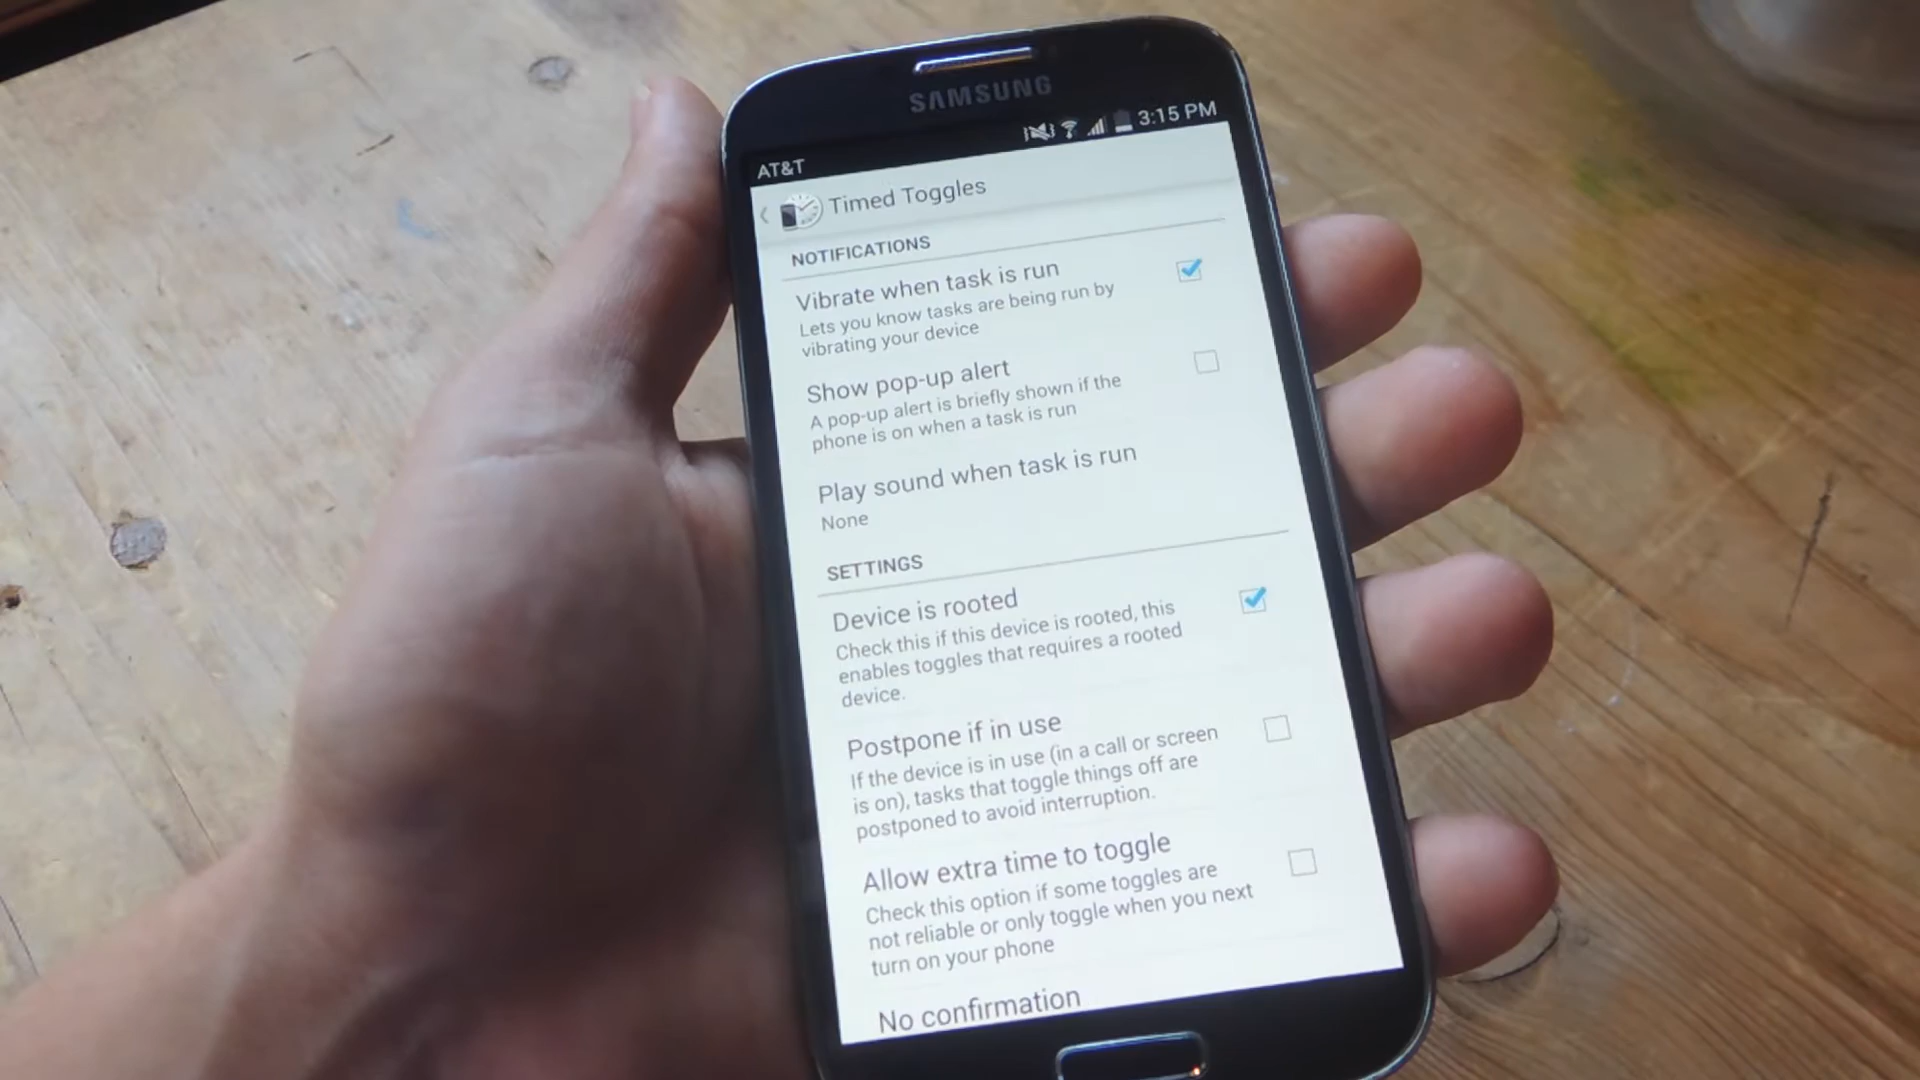 SAMSUNG
3:15 PM
AT&T
Timed Toggles
NOTIFICATIONS
Vibrate when task is run
Lets you know tasks are being run by
vibrating your device
Show pop-up alert
A pop-up alert is briefly shown if the
phone is on when a task is run
Play sound when task is run
None
SETTINGS
Device is rooted
Check this if this device is rooted, this
enables toggles that requires a rooted
device.
Postpone if in use
If the device is in use (in a call or screen
is on), tasks that toggle things off are
postponed to avoid interruption.
Allow extra time to toggle
Check this option if some toggles are
not reliable or only toggle when you next
turn on your phone
No confirmation